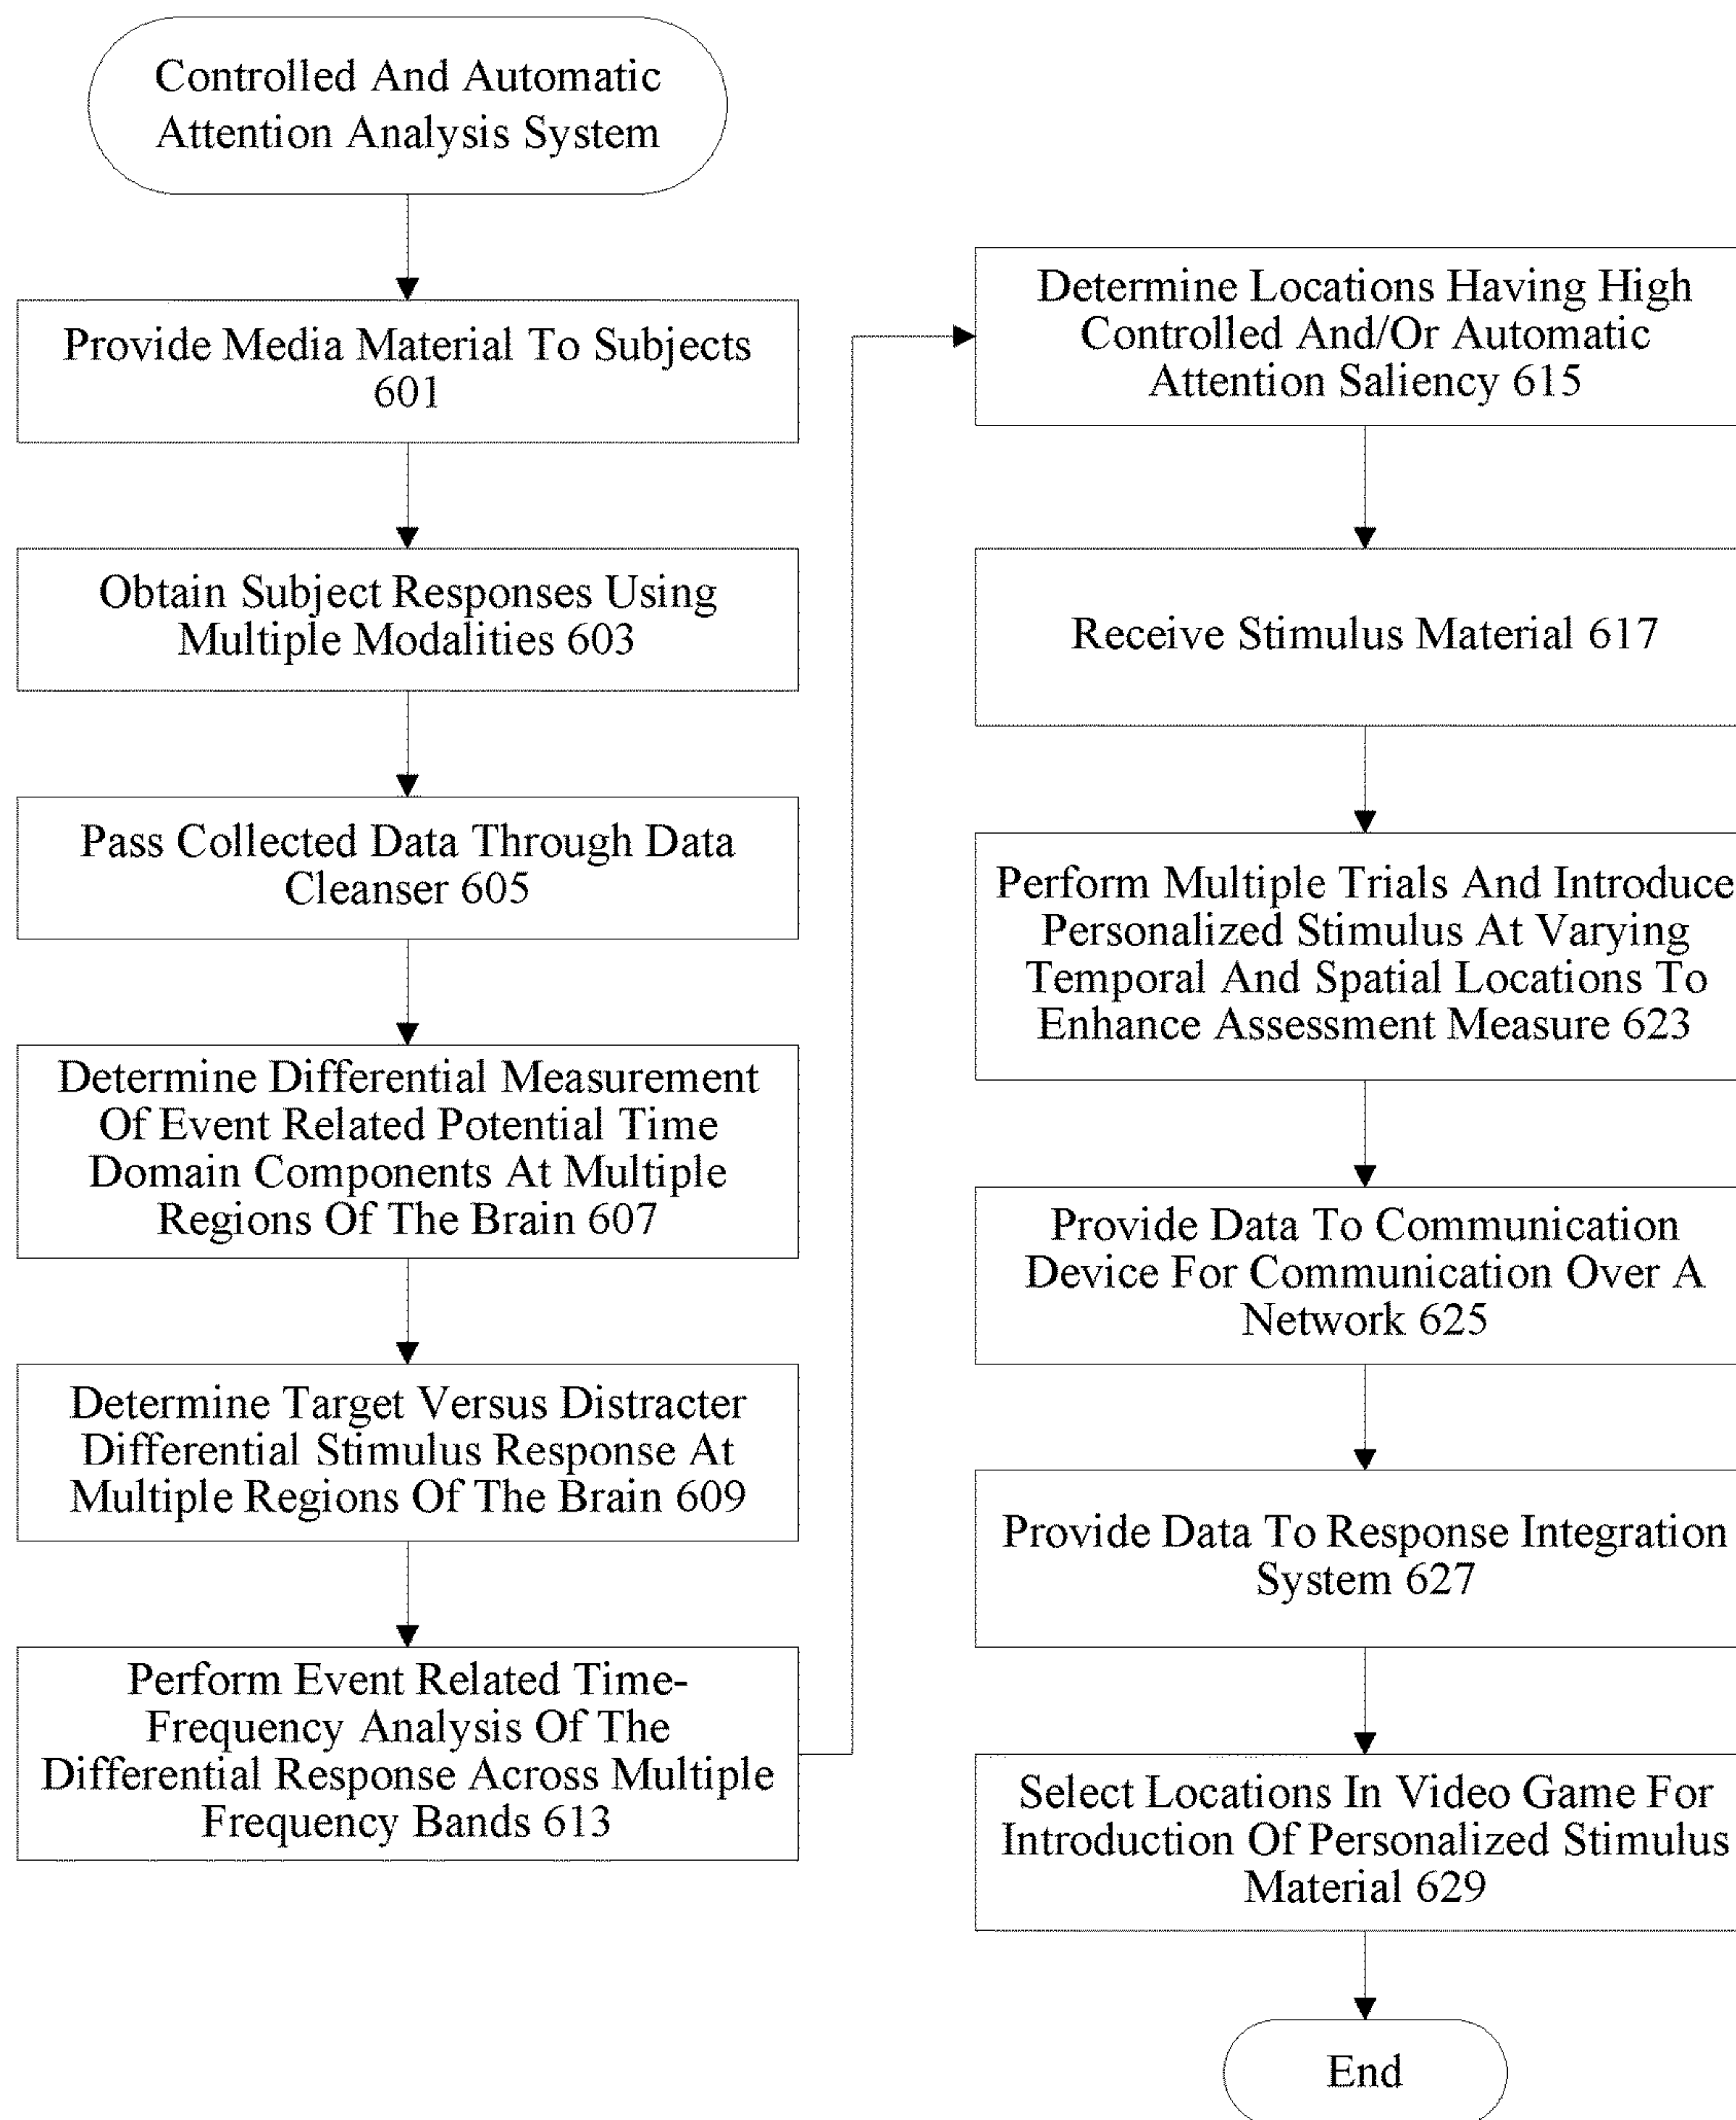 Controlled And Automatic
Attention Analysis System
Provide Media Material To Subjects
601
Obtain Subject Responses Using
Multiple Modalities 603
Pass Collected Data Through Data
Cleanser 605
Determine Differential Measurement
Of Event Related Potential Time
Domain Components At Multiple
Regions Of The Brain 607
Determine Target Versus Distracter
Differential Stimulus Response At
Multiple Regions Of The Brain 609
Perform Event Related Time-
Frequency Analysis Of The
Differential Response Across Multiple
Frequency Bands 613
Determine Locations Having High
Controlled And/Or Automatic
Attention Saliency 615
Receive Stimulus Material 617
Perform Multiple Trials And Introduce
Personalized Stimulus At Varying
Temporal And Spatial Locations To
Enhance Assessment Measure 623
Provide Data To Communication
Device For Communication Over A
Network 625
Provide Data To Response Integration
System 627
Select Locations In Video Game For
Introduction Of Personalized Stimulus
Material 629
End